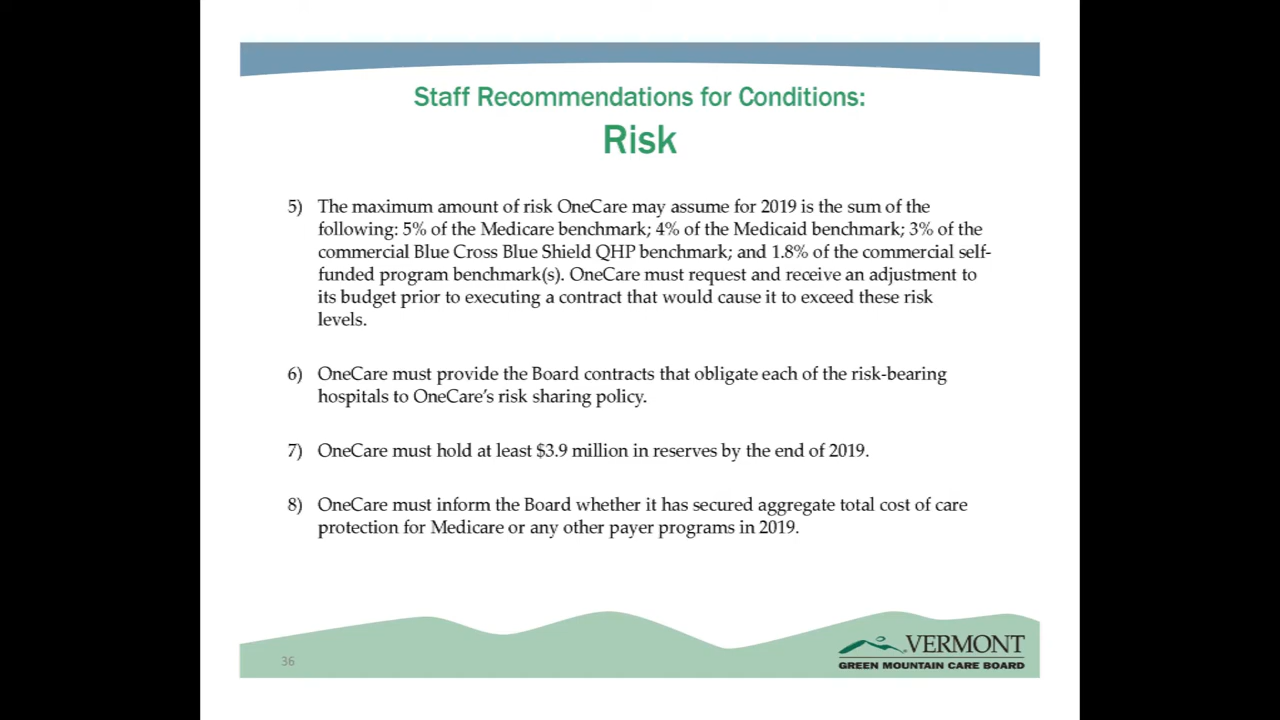 Staff Recommendations for Conditions:
Risk
5) The maximum amount of risk OneCare may assume for 2019 is the sum of the
following: 5% of the Medicare benchmark; 4% of the Medicaid benchmark; 3% of the
commercial Blue Cross Blue Shield QHP benchmark; and 1.8% of the commercial self-
funded program benchmark(s). OneCare must request and receive an adjustment to
its budget prior to executing a contract that would cause it to exceed these risk
levels.
6) OneCare must provide the Board contracts that obligate each of the risk-bearing
hospitals to OneCare's risk sharing policy.
7) OneCare must hold at least $3.9 million in reserves by the end of 2019.
8) OneCare must inform the Board whether it has secured aggregate total cost of care
protection for Medicare or any other payer programs in 2019.
36
VERMONT
GREEN MOUNTAIN CARE BOARD